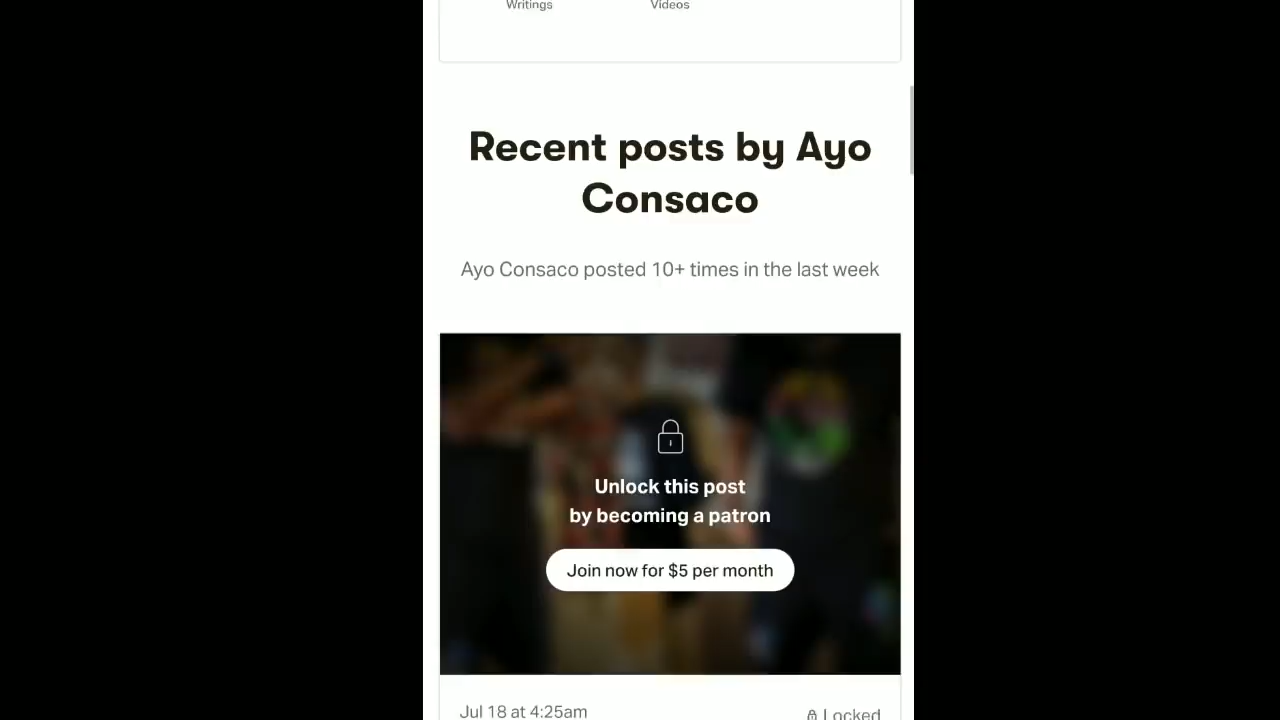 Writings Videos
Recent posts by Ayo
Consaco
Ayo Consaco posted 10+ times in the last week
Unlock this post
by becoming a patron
Join now for $5 per month
Jul 18 at 4:25am Locked